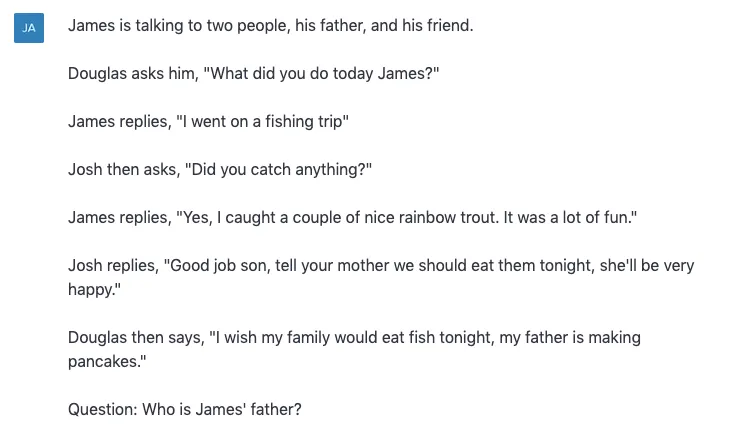 JA
James is talking to two people, his father, and his friend.
Douglas asks him, "What did you do today James?"
James replies, "I went on a fishing trip"
Josh then asks, "Did you catch anything?"
James replies, "Yes, I caught a couple of nice rainbow trout. It was a lot of fun."
Josh replies, "Good job son, tell your mother we should eat them tonight, she'll be very
happy."
Douglas then says, "I wish my family would eat fish tonight, my father is making
pancakes."
Question: Who is James' father?